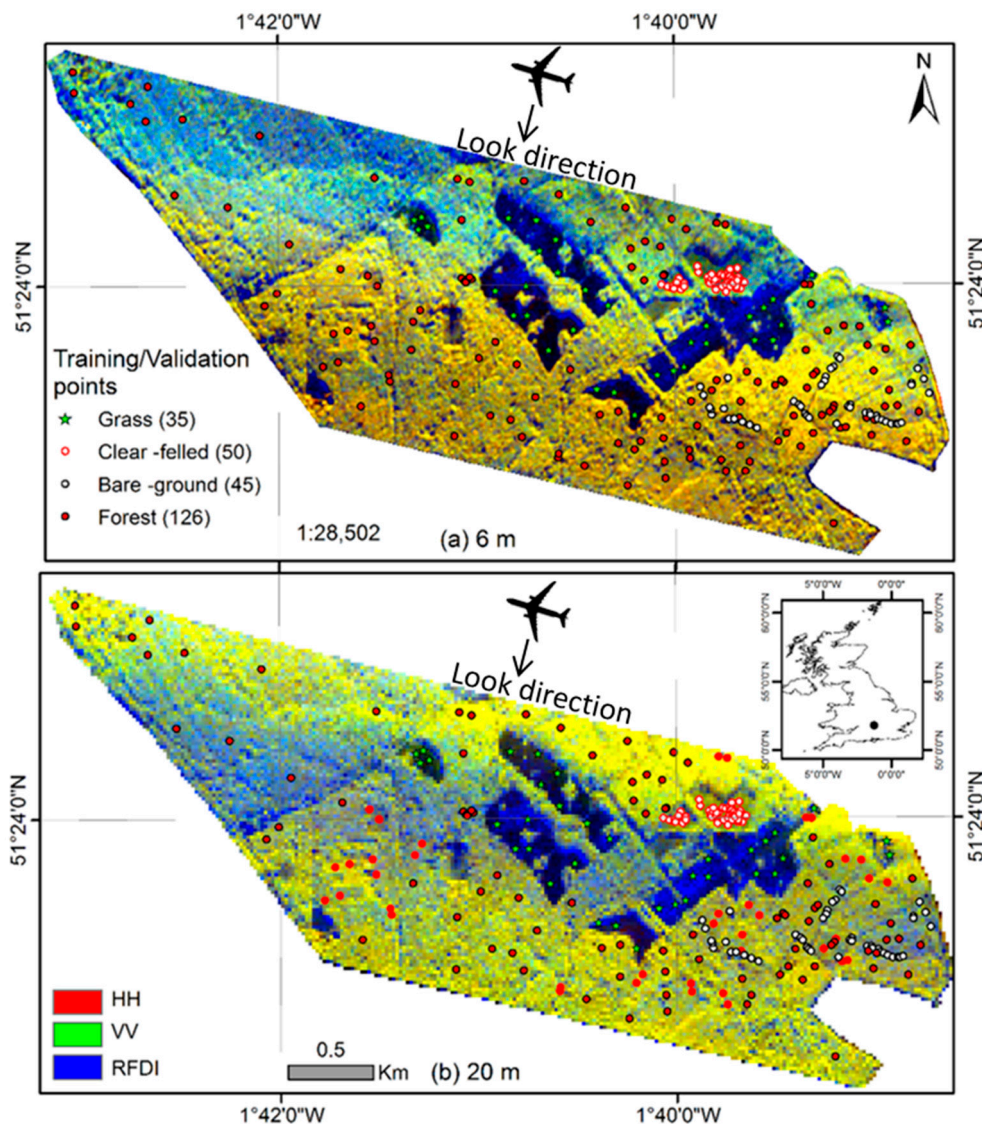 1°42'0"W
1°40'0"W
N
Look direction
51°24'0"N
51°24'0"N
Training/Validation
points
Grass (35)
Clear -felled (50)
Bare -ground (45)
Forest (126)
1:28,502
(a) 6 m
5°0'0"W
0°0'0"
60°0'0"N
60°0'0"N
55°0'0"N
55°0'0"N
50°0'0"N
50°0'0"N
5°0'0"W
0°0'0"
Look direction
51°24'0"N
51°24'0"N
HH
VV
RFDI
0.5
Km
(b) 20 m
1°42'0"W
1°40'0"W